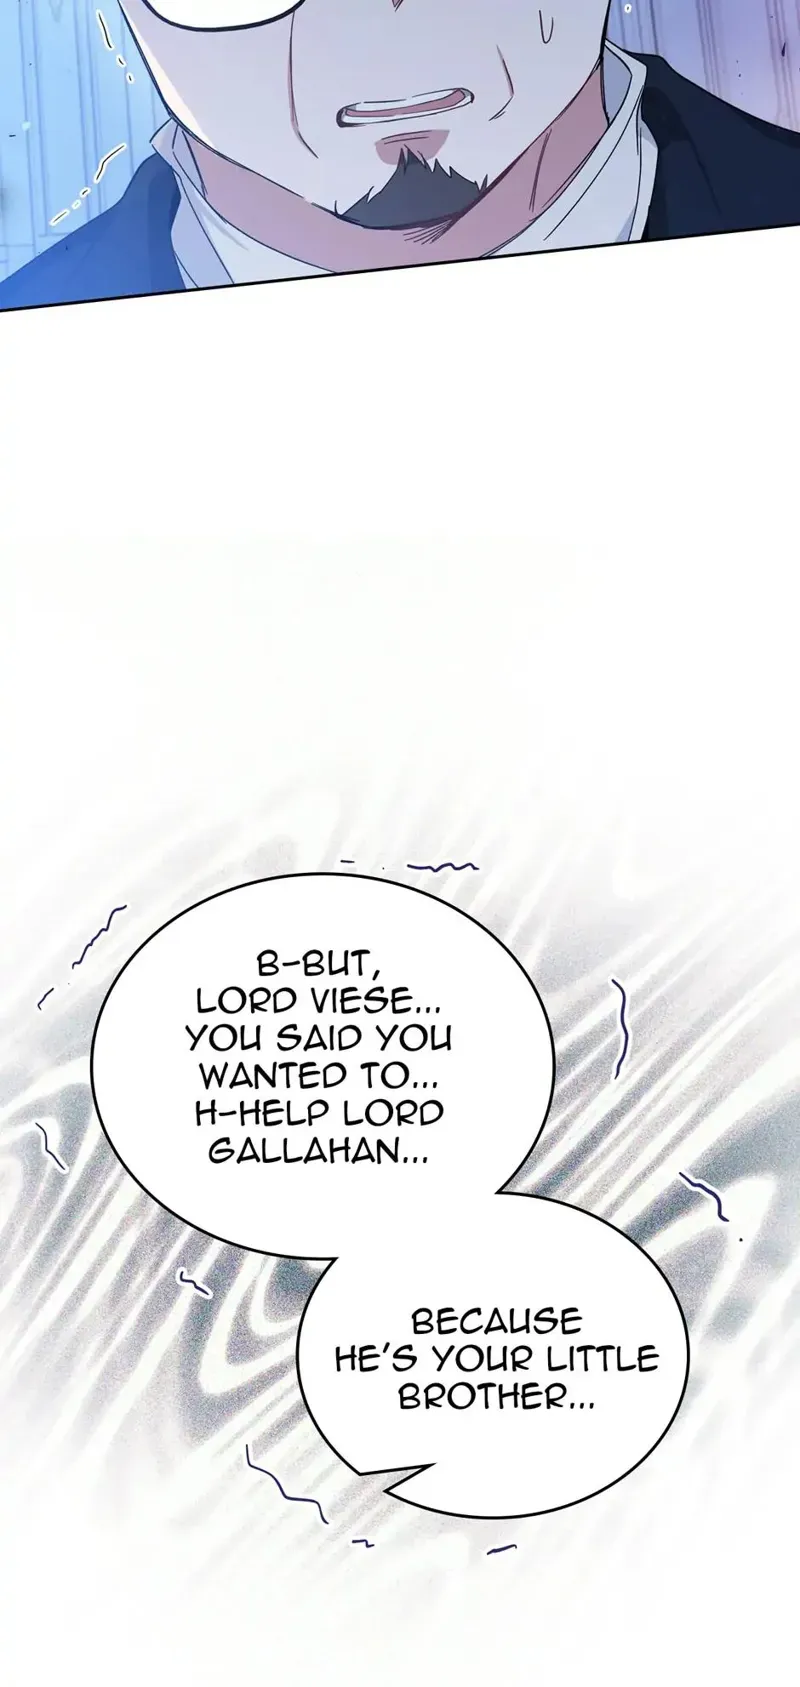 B-BUT,
LORD VIESE...
YOU SAID YOU
WANTED TO...
H-HELP LORD
GALLAHAN...
BECAUSE
HE'S YOUR LITTLE
BROTHER...